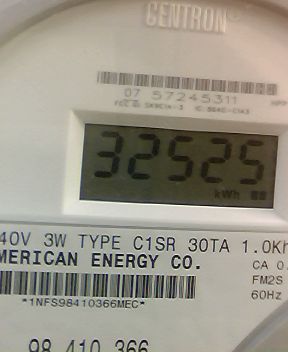 CENTRON®
07 57245311
32525
kWh
40V 3W TYPE C1SR 30TA 1.0Kh
MERICAN ENERGY CO.
CA 0.
FM2S
60Hz
*1NFS98410366MEC*
98 410 366